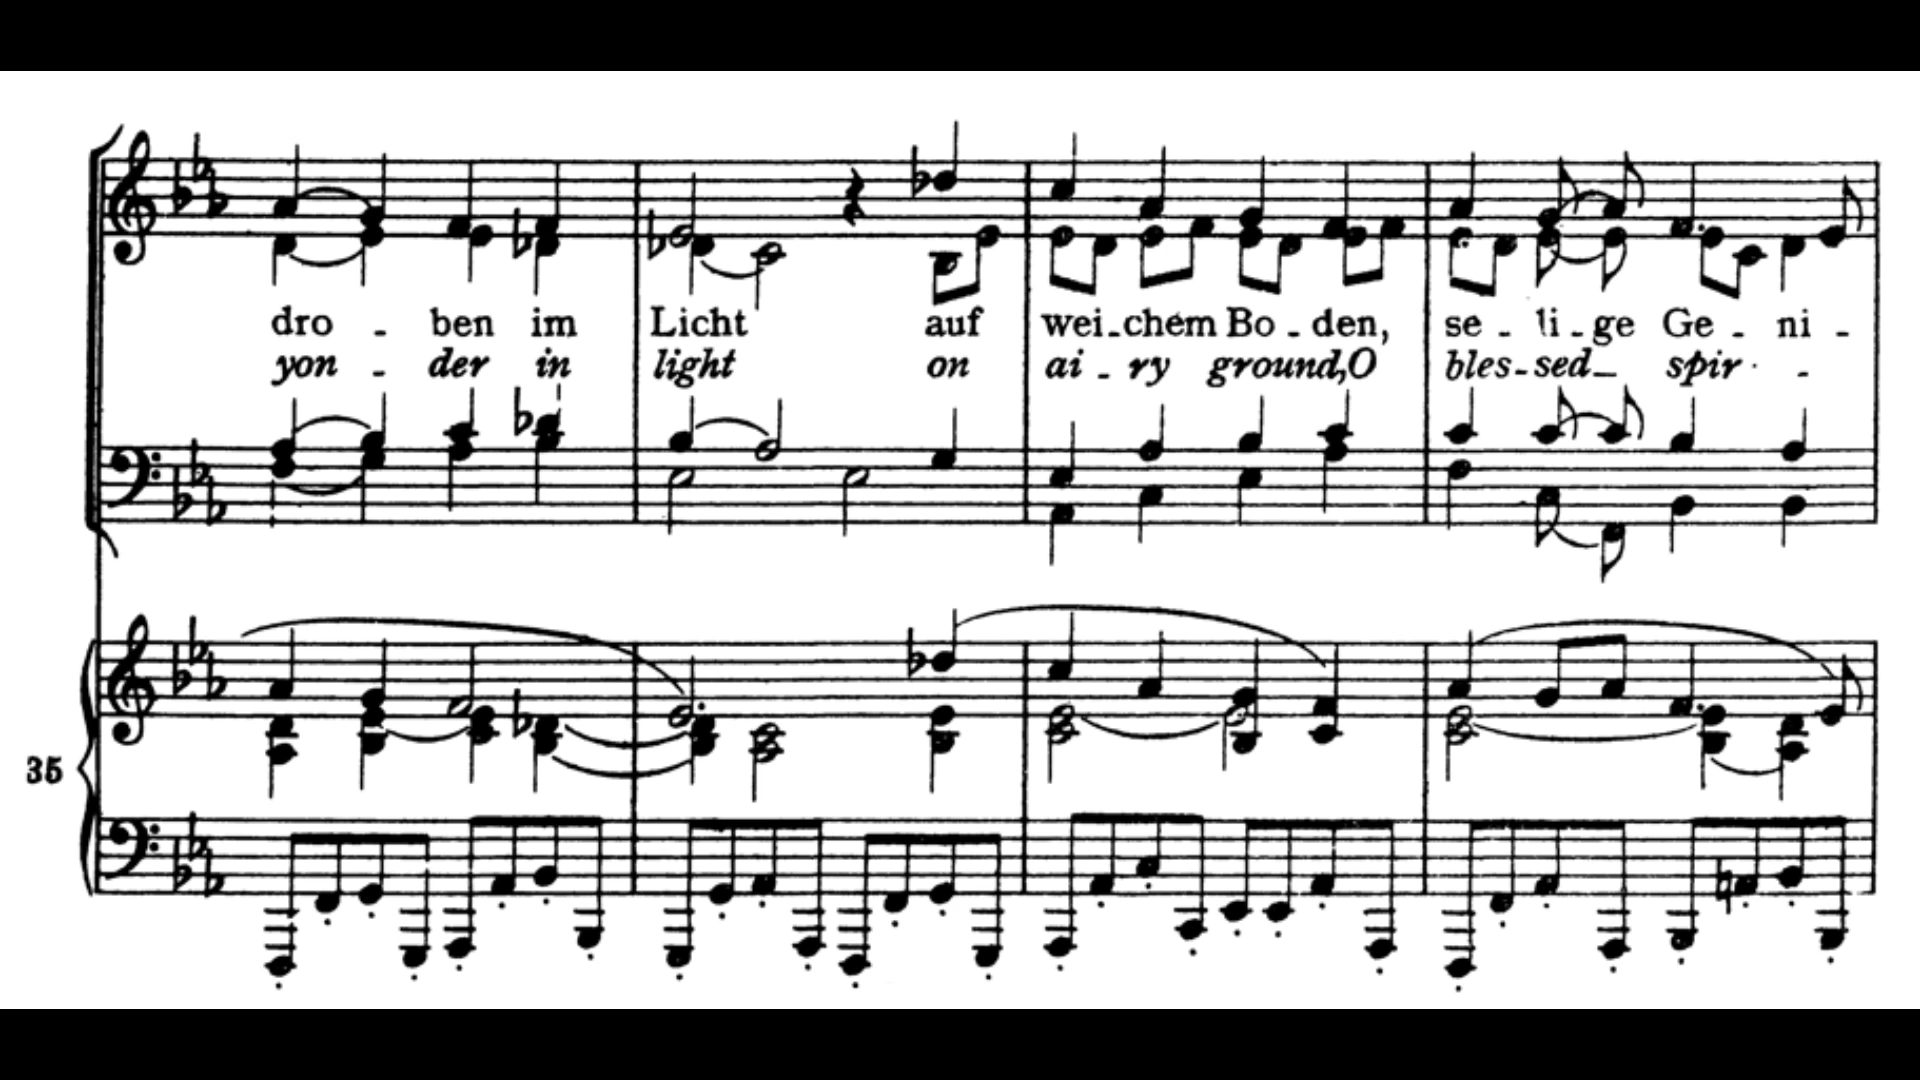 dro - ben im Licht auf wei-chem Bo - den, se - li - ge Ge - ni -
yon - der in light on ai - ry ground, O bles-sed_ spir - -
35